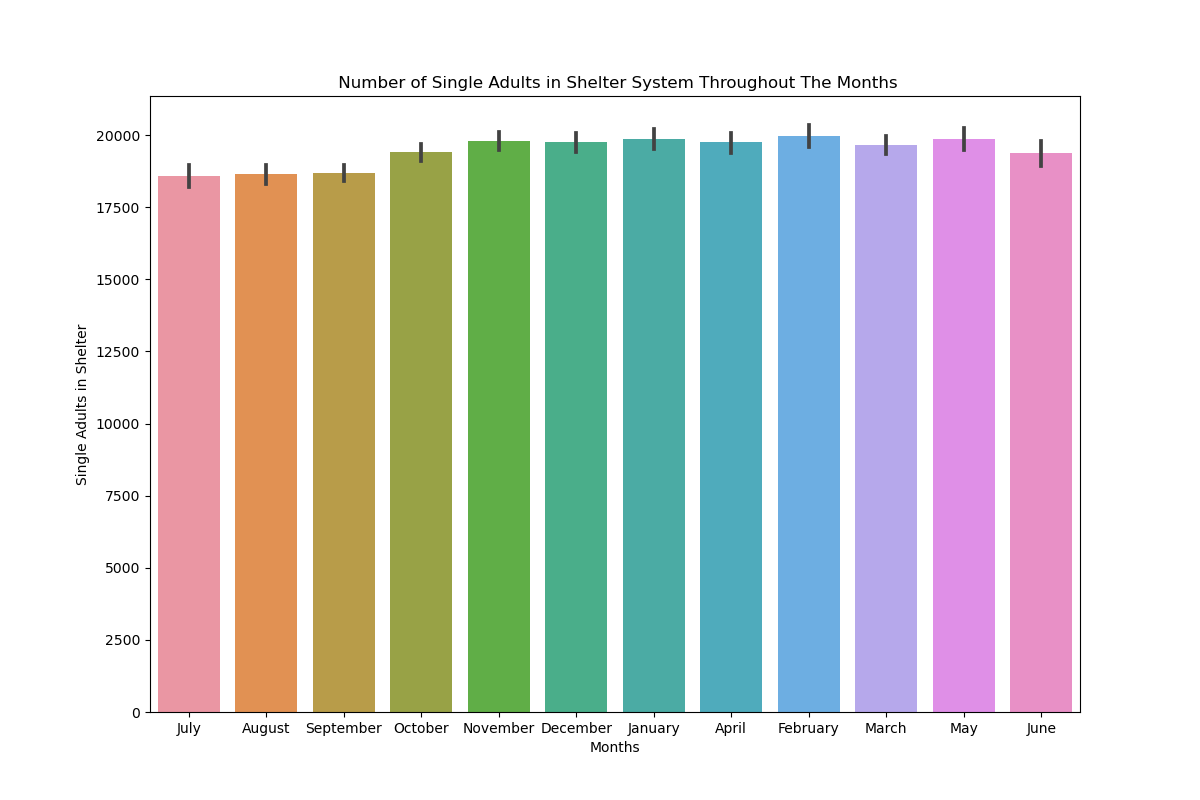 Number of Single Adults in Shelter System Throughout The Months
Single Adults in Shelter
20000
17500
15000
12500
10000
7500
5000
2500
0
July August September October November December January April February March May June
Months